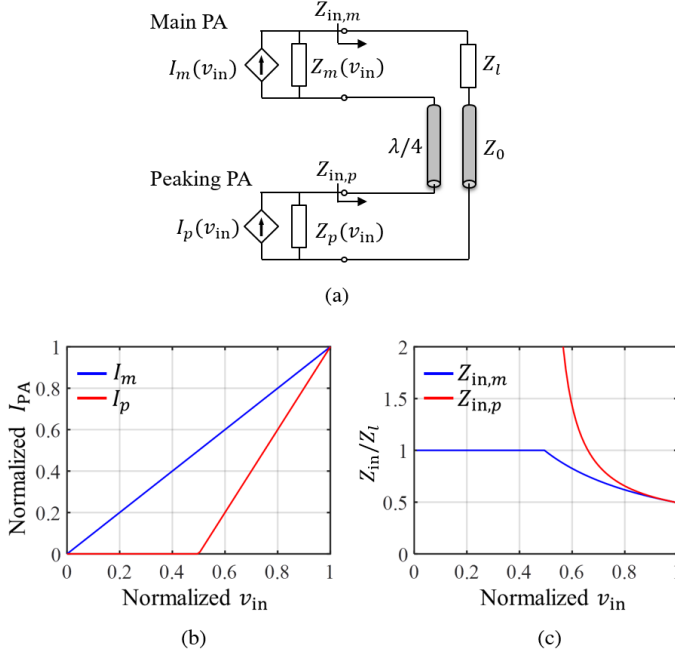 Main PA
Z_in,m
I_m(v_in)
Z_m(v_in)
Z_l
λ/4
Z_0
Peaking PA
Z_in,p
I_p(v_in)
Z_p(v_in)
(a)
1
0.8
0.6
0.4
0.2
0
I_m
I_p
Normalized I_PA
0 0.2 0.4 0.6 0.8 1
Normalized v_in
(b)
2
1.5
1
0.5
0
Z_in,m
Z_in,p
Z_in/Z_l
0 0.2 0.4 0.6 0.8 1
Normalized v_in
(c)